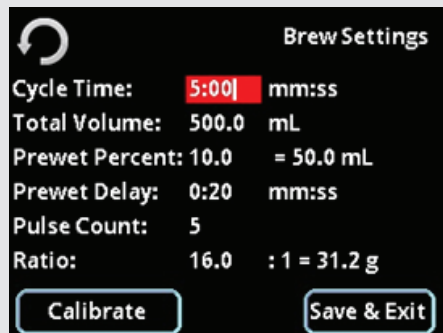 Brew Settings
Cycle Time: 5:00 mm:ss
Total Volume: 500.0 mL
Prewet Percent: 10.0 = 50.0 mL
Prewet Delay: 0:20 mm:ss
Pulse Count: 5
Ratio: 16.0 : 1 = 31.2 g
Calibrate Save & Exit